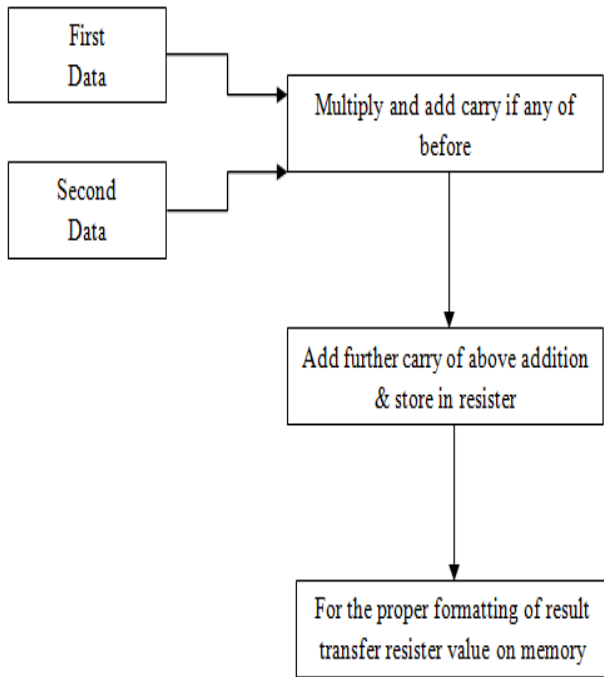 First
Data
Multiply and add carry if any of
before
Second
Data
Add further carry of above addition
& store in resister
For the proper formatting of result
transfer resister value on memory